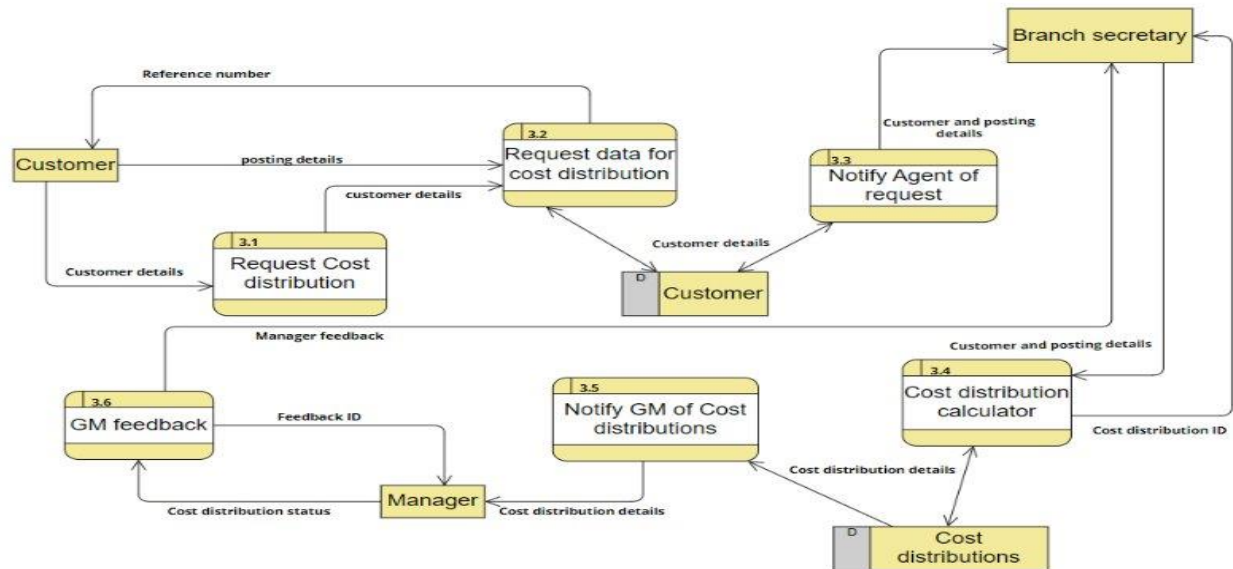 Branch secretary
Reference number
3.2
Request data for
cost distribution
Customer and posting
details
Customer
posting details
3.3
Notify Agent of
request
customer details
3.1
Request Cost
distribution
Customer details
Customer details
D
Customer
Manager feedback
Customer and posting details
3.4
Cost distribution
calculator
3.5
Notify GM of Cost
distributions
3.6
GM feedback
Feedback ID
Cost distribution ID
Cost distribution details
Manager
Cost distribution status
Cost distribution details
D
Cost
distributions